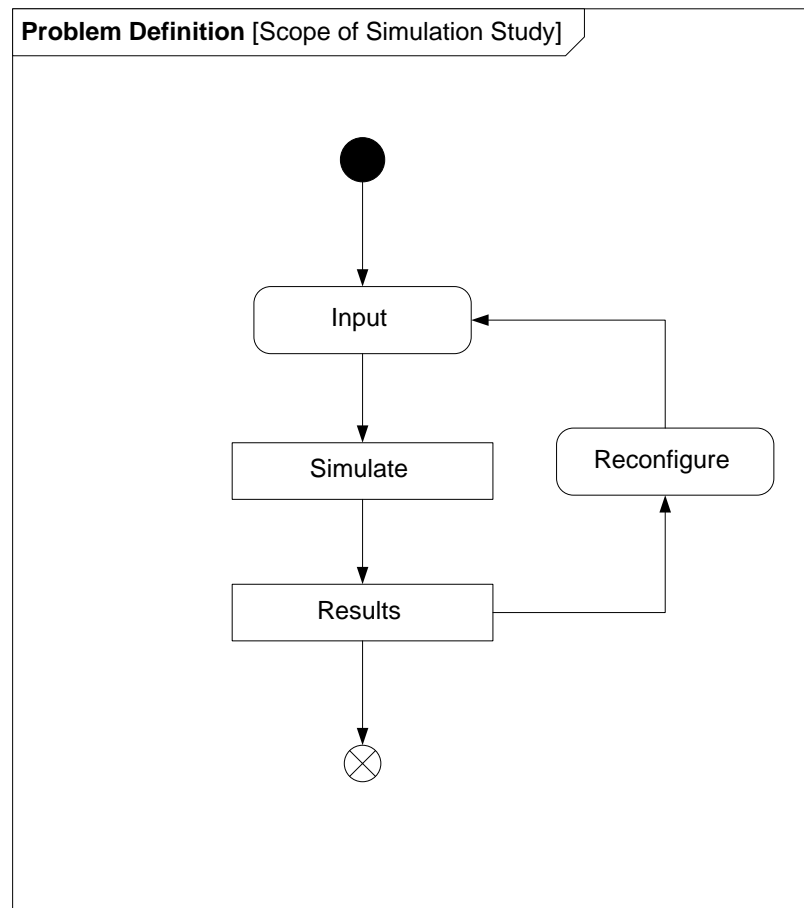 Problem Definition [Scope of Simulation Study]
Input
Simulate
Reconfigure
Results